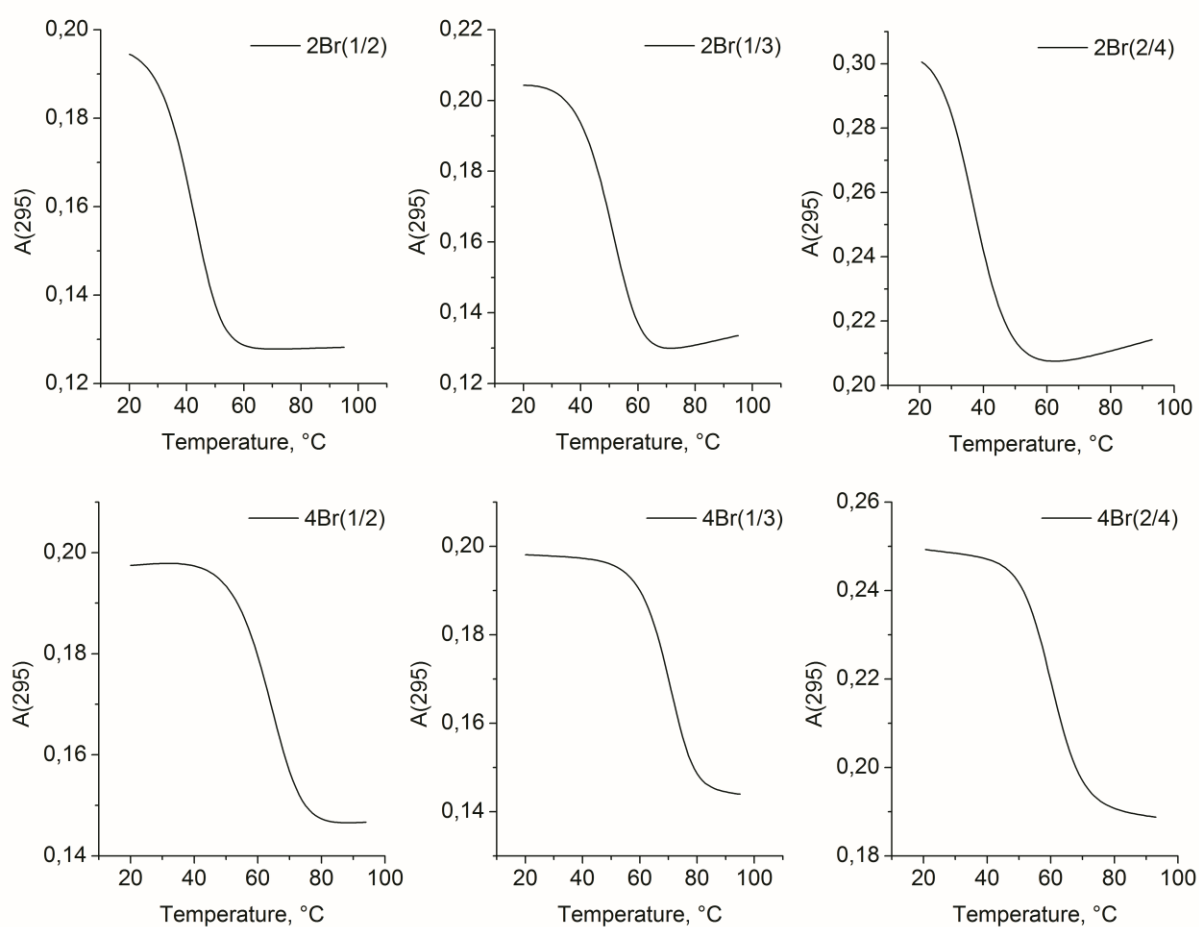 2Br(1/2)
0,20
0,18
0,16
0,14
0,12
A(295)
20 40 60 80 100
Temperature, °C
2Br(1/3)
0,22
0,20
0,18
0,16
0,14
0,12
A(295)
20 40 60 80 100
Temperature, °C
2Br(2/4)
0,30
0,28
0,26
0,24
0,22
0,20
A(295)
20 40 60 80 100
Temperature, °C
4Br(1/2)
0,20
0,18
0,16
0,14
A(295)
20 40 60 80 100
Temperature, °C
4Br(1/3)
0,20
0,18
0,16
0,14
A(295)
20 40 60 80 100
Temperature, °C
4Br(2/4)
0,26
0,24
0,22
0,20
0,18
A(295)
20 40 60 80 100
Temperature, °C